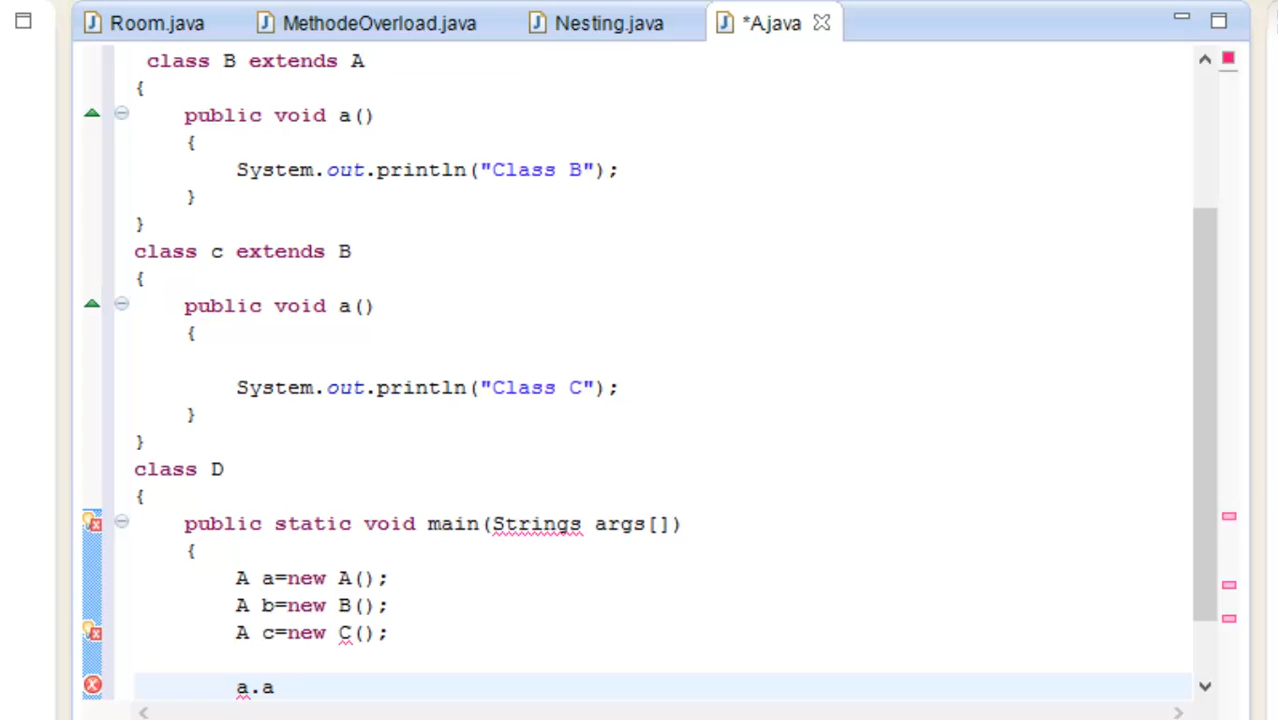 Room.java MethodeOverload.java Nesting.java *A.java
class B extends A
{
public void a()
{
System.out.println("Class B");
}
}
class c extends B
{
public void a()
{
System.out.println("Class C");
}
}
class D
{
public static void main(Strings args[])
{
A a=new A();
A b=new B();
A c=new C();
a.a